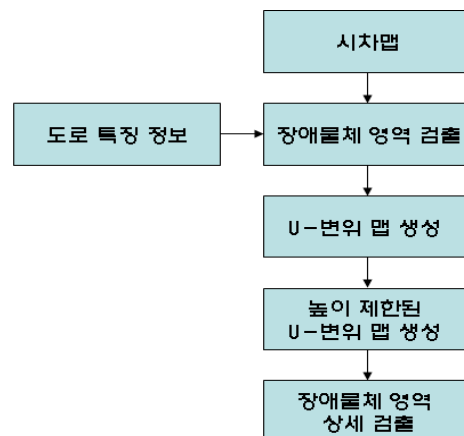 시차맵
도로 특징 정보
장애물체 영역 검출
U-변위 맵 생성
높이 제한된
U-변위 맵 생성
장애물체 영역
상세 검출